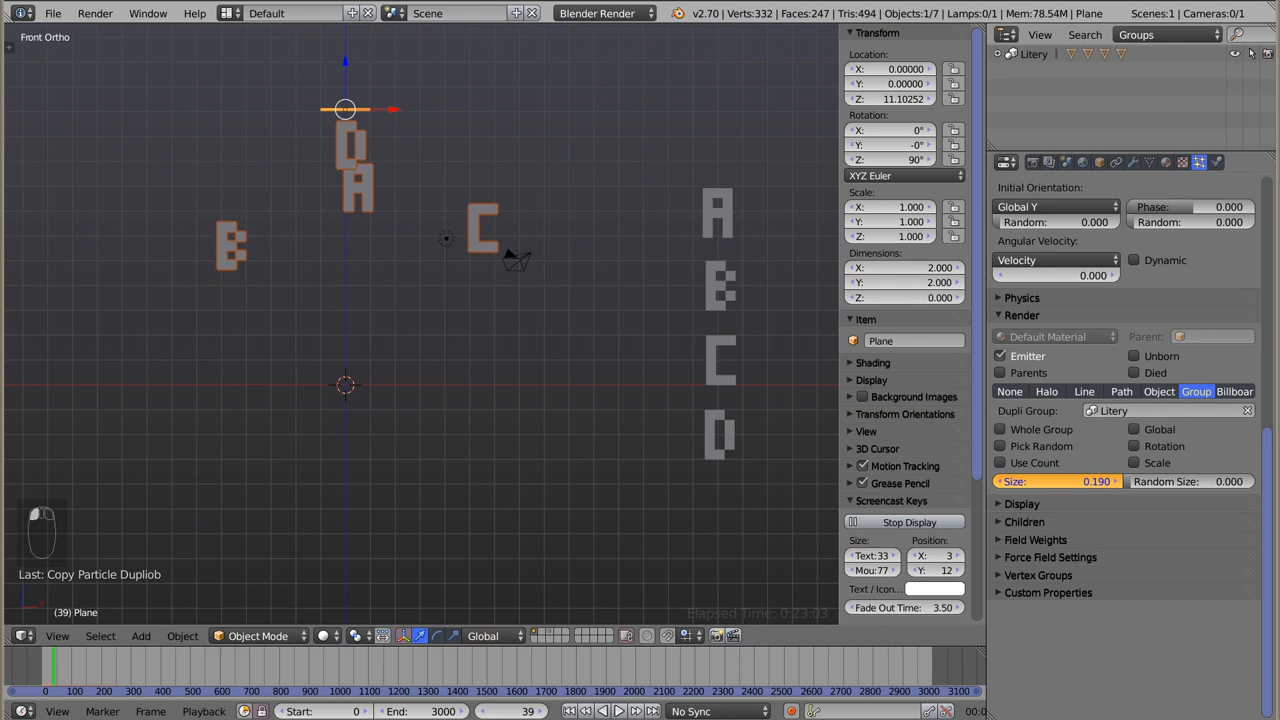 File Render Window Help Default Scene Blender Render v2.70 | Verts:332 | Faces:247 | Tris:494 | Objects:1/7 | Lamps:0/1 | Mem:78.54M | Plane Scenes:1 | Cameras:0/1
Front Ortho
D
A
B
C
A
B
C
D
Last: Copy Particle Dupliob
(39) Plane
Elapsed Time: 0:23:03
View Select Add Object Object Mode Global
Transform
Location:
X: 0.00000
Y: 0.00000
Z: 11.10252
Rotation:
X: 0°
Y: -0°
Z: 90°
XYZ Euler
Scale:
X: 1.000
Y: 1.000
Z: 1.000
Dimensions:
X: 2.000
Y: 2.000
Z: 0.000
Item
Plane
Shading
Display
Background Images
Transform Orientations
View
3D Cursor
Motion Tracking
Grease Pencil
Screencast Keys
Stop Display
Size: Position:
Text:33 X: 3
Mou:77 Y: 12
Text / Icon...
Fade Out Time: 3.50
View Search Groups
Litery
Initial Orientation:
Global Y Phase: 0.000
Random: 0.000 Random: 0.000
Angular Velocity:
Velocity Dynamic
0.000
Physics
Render
Default Material Parent:
Emitter Unborn
Parents Died
None Halo Line Path Object Group Billboar
Dupli Group: Litery
Whole Group Global
Pick Random Rotation
Use Count Scale
Size: 0.190 Random Size: 0.000
Display
Children
Field Weights
Force Field Settings
Vertex Groups
Custom Properties
0 100 200 300 400 500 600 700 800 900 1000 1100 1200 1300 1400 1500 1600 1700 1800 1900 2000 2100 2200 2300 2400 2500 2600 2700 2800 2900 3000 3100
View Marker Frame Playback Start: 0 End: 3000 39 No Sync 00:0